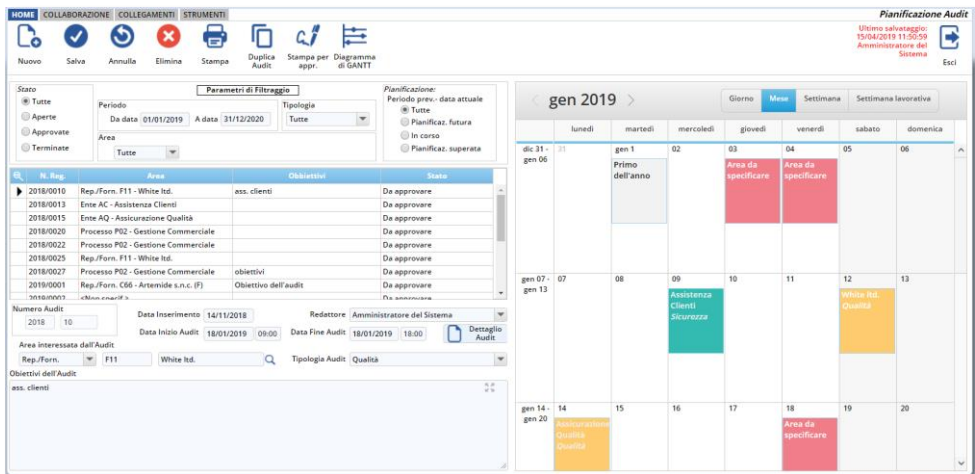 HOME COLLABORAZIONE COLLEGAMENTI STRUMENTI
Pianificazione Audit
Nuovo
Salva
Annulla
Elimina
Stampa
Duplica
Audit
Stampa per
appr.
Diagramma
di GANTT
Ultimo salvataggio:
15/04/2019 11:50:59
Amministratore del
Sistema
Esci
Stato
Tutte
Aperte
Approvate
Terminate
Parametri di Filtraggio
Periodo
Da data 01/01/2019 A data 31/12/2020
Tipologia
Tutte
Area
Tutte
Pianificazione:
Periodo prev.- data attuale
Tutte
Pianificaz. futura
In corso
Pianificaz. superata
N. Reg. Area Obbiettivi Stato
2018/0010 Rep./Forn. F11 - White ltd. ass. clienti Da approvare
2018/0013 Ente AC - Assistenza Clienti Da approvare
2018/0015 Ente AQ - Assicurazione Qualità Da approvare
2018/0020 Processo P02 - Gestione Commerciale Da approvare
2018/0022 Processo P02 - Gestione Commerciale Da approvare
2018/0025 Rep./Forn. F11 - White ltd. Da approvare
2018/0027 Processo P02 - Gestione Commerciale obiettivi Da approvare
2019/0001 Rep./Forn. C66 - Artemide s.n.c. (F) Obiettivo dell'audit Da approvare
2019/0002 <Non specif.> Da approvare
Numero Audit
2018 10
Data Inserimento 14/11/2018
Redattore Amministratore del Sistema
Data Inizio Audit 18/01/2019 09:00 Data Fine Audit 18/01/2019 18:00
Dettaglio
Audit
Area interessata dall'Audit
Rep./Forn. F11 White ltd.
Tipologia Audit Qualità
Obiettivi dell'Audit
ass. clienti
gen 2019
Giorno Mese Settimana Settimana lavorativa
lunedì martedì mercoledì giovedì venerdì sabato domenica
dic 31 -
gen 06
31 gen 1 02 03 04 05 06
Primo
dell'anno
Area da
specificare
Area da
specificare
gen 07 -
gen 13
07 08 09 10 11 12 13
Assistenza
Clienti
Sicurezza
White ltd.
Qualità
gen 14 -
gen 20
14 15 16 17 18 19 20
Assicurazione
Qualità
Qualità
Area da
specificare